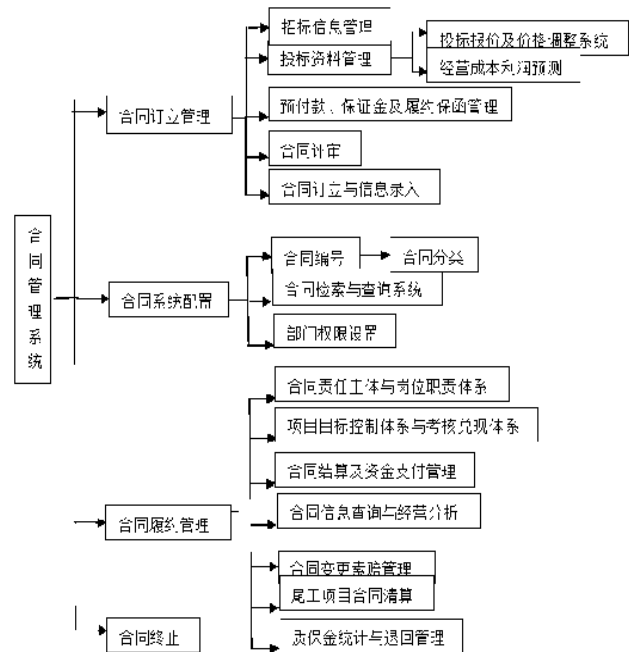 招标信息管理
投标资料管理
投标报价及价格调整系统
经营成本利润预测
合同订立管理
预付款、保证金及履约保函管理
合同评审
合同订立与信息录入
合同管理系统
合同系统配置
合同编号
合同分类
合同检索与查询系统
部门权限设置
合同责任主体与岗位职责体系
项目目标控制体系与考核兑现体系
合同结算及资金支付管理
合同履约管理
合同信息查询与经营分析
合同变更索赔管理
尾工项目合同清算
合同终止
质保金统计与退回管理